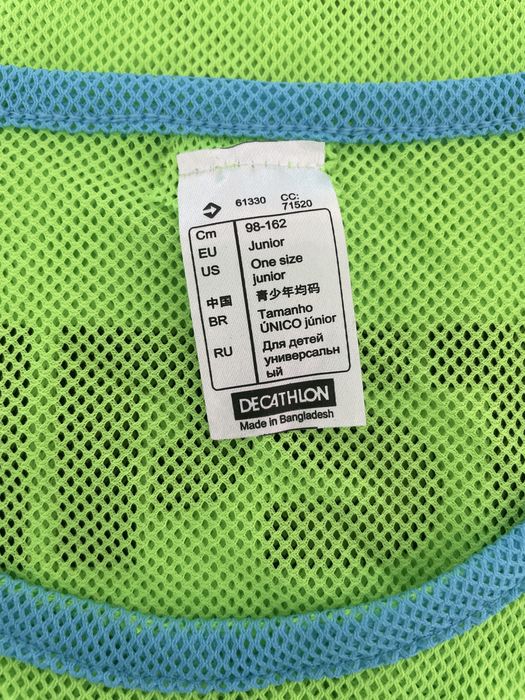 61330 CC: 71520
Cm 98-162
EU Junior
US One size
junior
中国 青少年均码
BR Tamanho
ÚNICO júnior
RU Для детей
универсальн
ый
DECATHLON
Made in Bangladesh